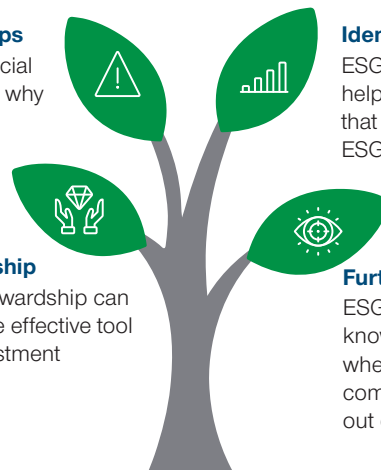 ps
cial
why
Iden
ESG
help
that
ESG
ship
wardship can
e effective tool
stment
Furt
ESG
know
whe
com
out